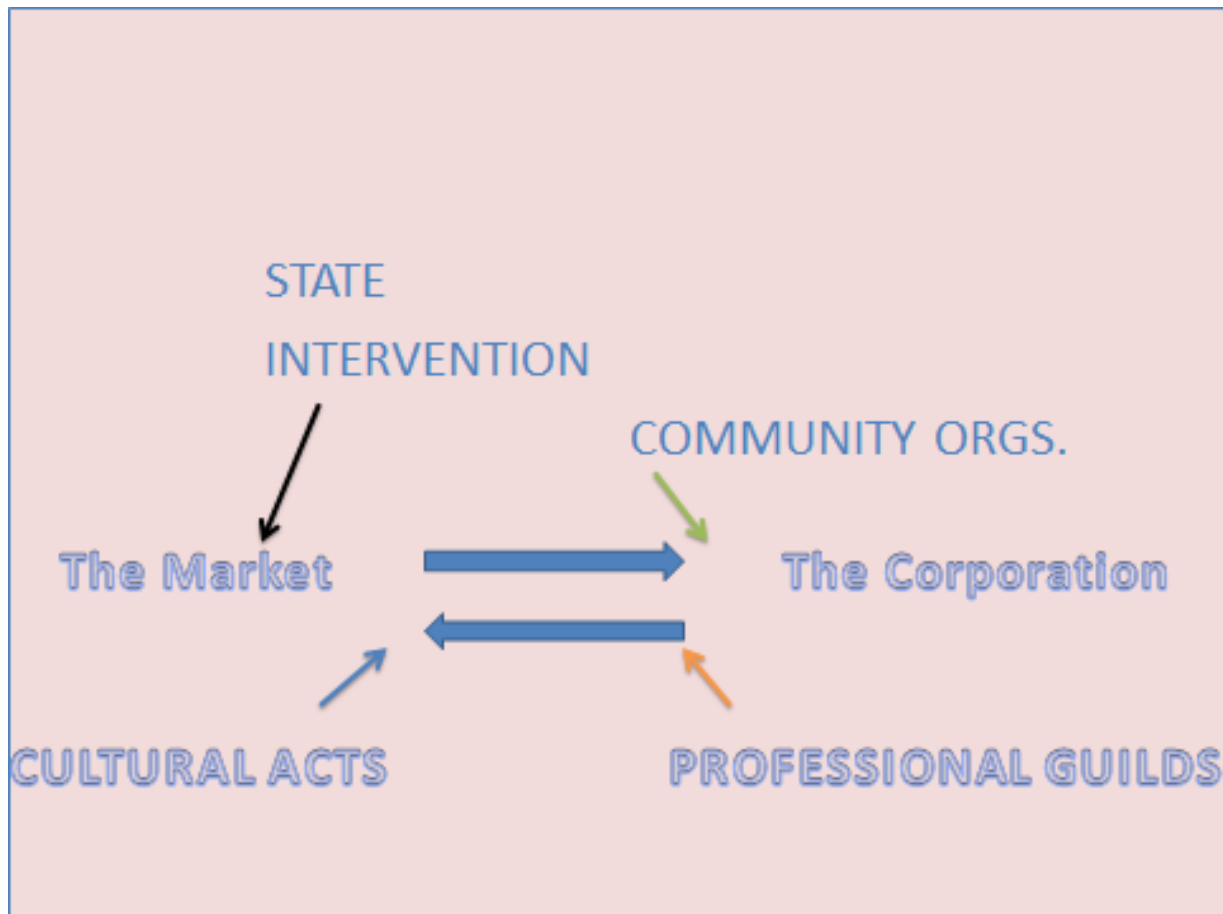 STATE
INTERVENTION
COMMUNITY ORGS.
The Market
The Corporation
CULTURAL ACTS
PROFESSIONAL GUILDS